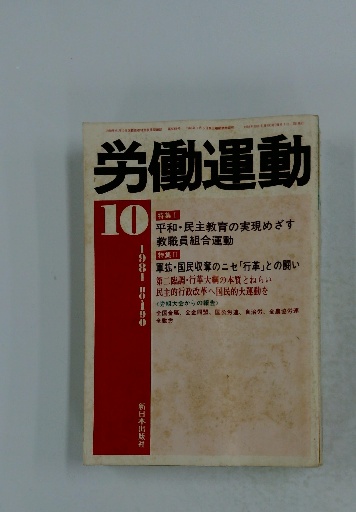 労働運動
10
1981 NO.190
特集I
平和・民主教育の実現めざす
教職員組合運動
特集II
軍拡・国民収奪のニセ「行革」との闘い
第二臨調・行革大綱の本質とねらい
民主的行政改革へ国民的大運動を
新日本出版社